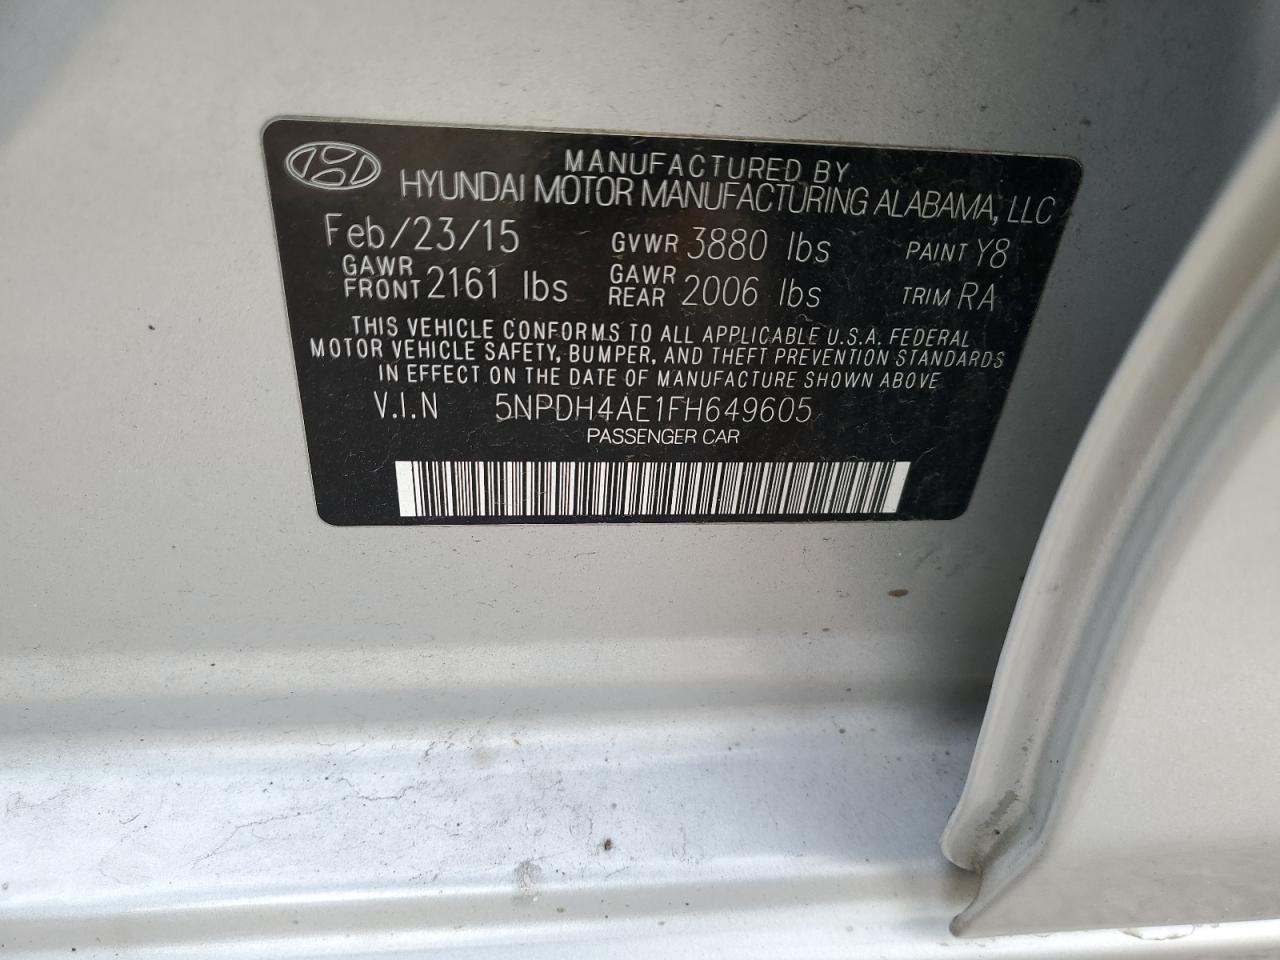 MANUFACTURED BY
HYUNDAI MOTOR MANUFACTURING ALABAMA, LLC
Feb/23/15 GVWR 3880 lbs PAINT Y8
GAWR FRONT 2161 lbs GAWR REAR 2006 lbs TRIM RA
THIS VEHICLE CONFORMS TO ALL APPLICABLE U.S.A. FEDERAL
MOTOR VEHICLE SAFETY, BUMPER, AND THEFT PREVENTION STANDARDS
IN EFFECT ON THE DATE OF MANUFACTURE SHOWN ABOVE
V.I.N 5NPDH4AE1FH649605
PASSENGER CAR